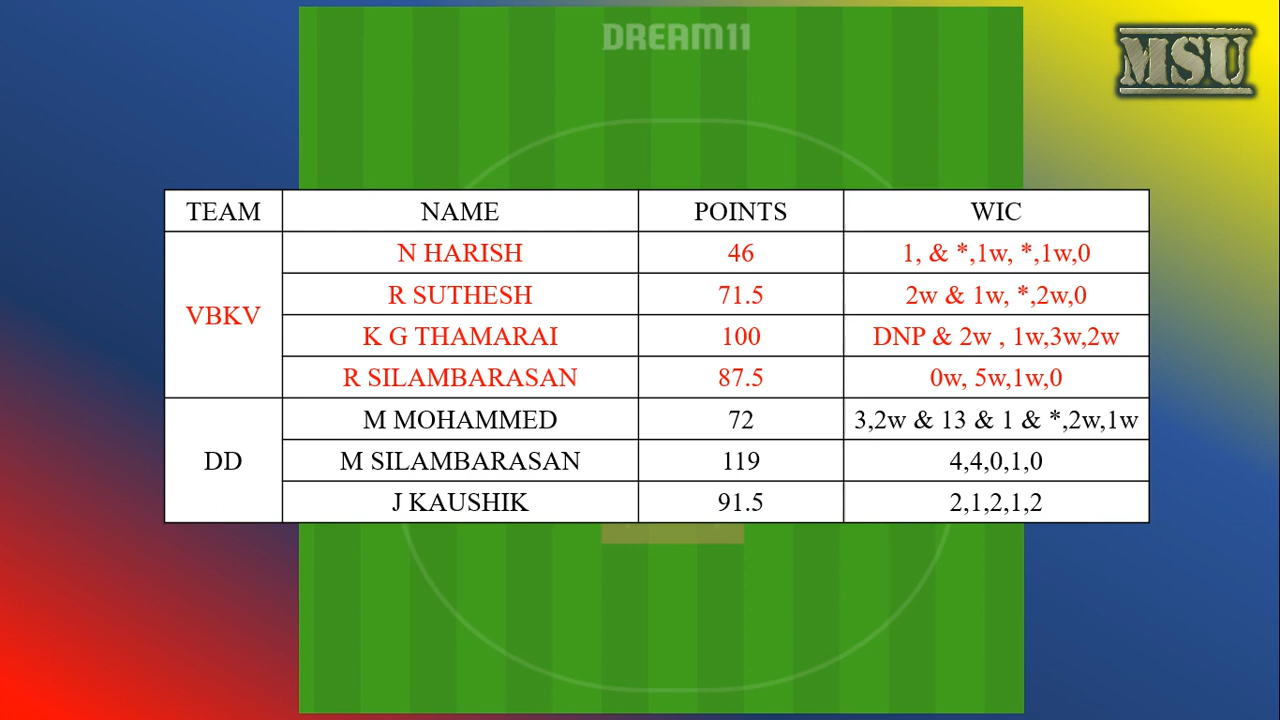 DREAM11
MSU
TEAM NAME POINTS WIC
VBKV
N HARISH 46 1, & *,1w, *,1w,0
R SUTHESH 71.5 2w & 1w, *,2w,0
K G THAMARAI 100 DNP & 2w , 1w,3w,2w
R SILAMBARASAN 87.5 0w, 5w,1w,0
DD
M MOHAMMED 72 3,2w & 13 & 1 & *,2w,1w
M SILAMBARASAN 119 4,4,0,1,0
J KAUSHIK 91.5 2,1,2,1,2